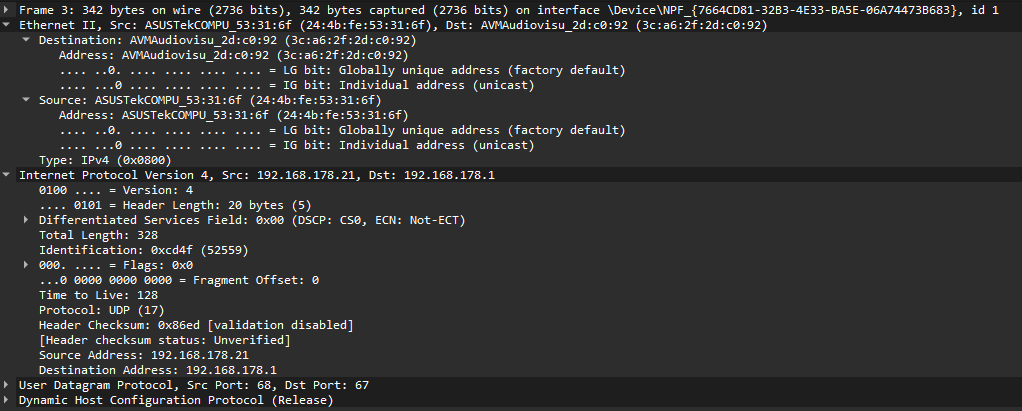 Frame 3: 342 bytes on wire (2736 bits), 342 bytes captured (2736 bits) on interface \Device\NPF_{7664CD81-32B3-4E33-BA5E-06A74473B683}, id 1
Ethernet II, Src: ASUSTekCOMPU_53:31:6f (24:4b:fe:53:31:6f), Dst: AVMAudiovisu_2d:c0:92 (3c:a6:2f:2d:c0:92)
Destination: AVMAudiovisu_2d:c0:92 (3c:a6:2f:2d:c0:92)
Address: AVMAudiovisu_2d:c0:92 (3c:a6:2f:2d:c0:92)
.... ..0. .... .... .... .... = LG bit: Globally unique address (factory default)
.... ...0 .... .... .... .... = IG bit: Individual address (unicast)
Source: ASUSTekCOMPU_53:31:6f (24:4b:fe:53:31:6f)
Address: ASUSTekCOMPU_53:31:6f (24:4b:fe:53:31:6f)
.... ..0. .... .... .... .... = LG bit: Globally unique address (factory default)
.... ...0 .... .... .... .... = IG bit: Individual address (unicast)
Type: IPv4 (0x0800)
Internet Protocol Version 4, Src: 192.168.178.21, Dst: 192.168.178.1
0100 .... = Version: 4
.... 0101 = Header Length: 20 bytes (5)
Differentiated Services Field: 0x00 (DSCP: CS0, ECN: Not-ECT)
Total Length: 328
Identification: 0xcd4f (52559)
000. .... = Flags: 0x0
...0 0000 0000 0000 = Fragment Offset: 0
Time to Live: 128
Protocol: UDP (17)
Header Checksum: 0x86ed [validation disabled]
[Header checksum status: Unverified]
Source Address: 192.168.178.21
Destination Address: 192.168.178.1
User Datagram Protocol, Src Port: 68, Dst Port: 67
Dynamic Host Configuration Protocol (Release)